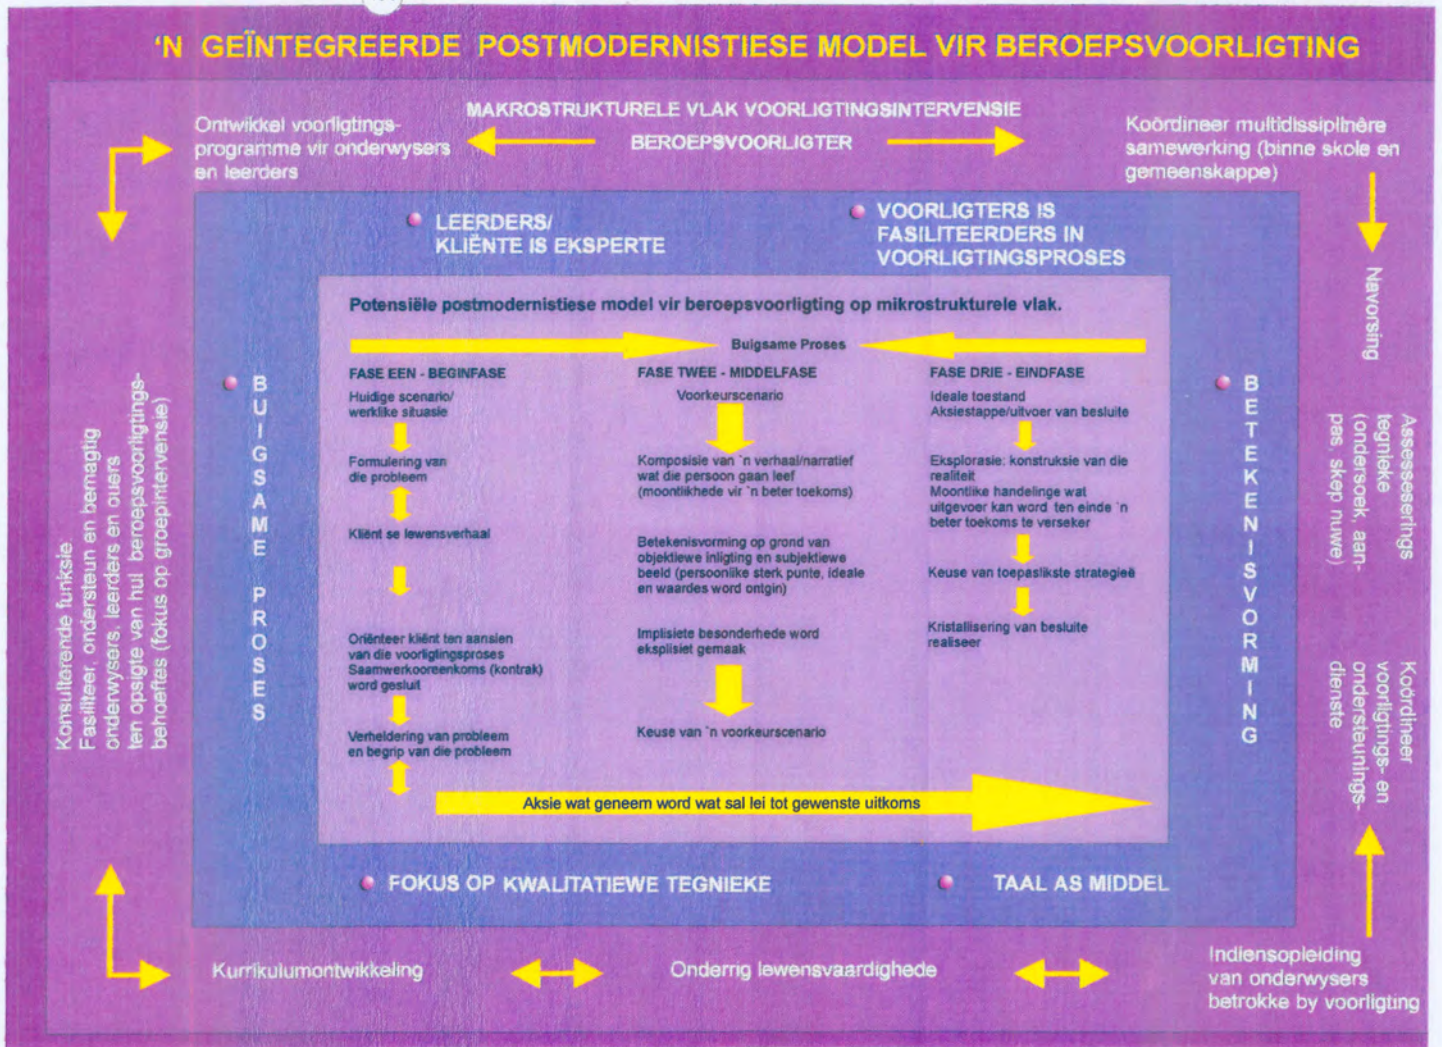 'N GEÏNTEGREERDE POSTMODERNISTIESE MODEL VIR BEROEPSVOORLIGTING
MAKROSTRUKTURELE VLAK VOORLIGTINGSINTERVENSIE
BEROEPSVOORLIGTER
Ontwikkel voorligtings-
programme vir onderwysers
en leerders
Koördineer multidissiplinêre
samewerking (binne skole en
gemeenskappe)
LEERDERS/
KLIËNTE IS EKSPERTE
VOORLIGTERS IS
FASILITEERDERS IN
VOORLIGTINGSPROSES
Konsulterende funksie.
Fasiliteer, ondersteun en bemagtig
onderwysers, leerders en ouers
ten opsigte van hul beroepsvoorligtings-
behoeftes (fokus op groepintervensie)
BUIGSAME PROSES
Potensiële postmodernistiese model vir beroepsvoorligting op mikrostrukturele vlak.
Buigsame Proses
FASE EEN - BEGINFASE
Huidige scenario/
werklike situasie
Formulering van
die probleem
Kliënt se lewensverhaal
Oriënteer kliënt ten aansien
van die voorligtingsproses
Saamwerkooreenkoms (kontrak)
word gesluit
Verheldering van probleem
en begrip van die probleem
FASE TWEE - MIDDELFASE
Voorkeurscenario
Komposisie van `n verhaal/narratief
wat die persoon gaan leef
(moontlikhede vir `n beter toekoms)
Betekenisvorming op grond van
objektiewe inligting en subjektiewe
beeld (persoonlike sterk punte, ideale
en waardes word ontgin)
Implisiete besonderhede word
eksplisiet gemaak
Keuse van `n voorkeurscenario
FASE DRIE - EINDFASE
Ideale toestand
Aksiestappe/uitvoer van besluite
Eksplorasie: konstruksie van die
realiteit
Moontlike handelinge wat
uitgevoer kan word ten einde `n
beter toekoms te verseker
Keuse van toepaslikste strategieë
Kristallisering van besluite
realiseer
Aksie wat geneem word wat sal lei tot gewenste uitkoms
BETEKENISVORMING
Navorsing
Assessesserings
tegnieke
(ondersoek, aan-
pas, skep nuwe)
Koördineer
voorligtings- en
ondersteunings-
dienste.
FOKUS OP KWALITATIEWE TEGNIEKE
TAAL AS MIDDEL
Kurrikulumontwikkeling
Onderrig lewensvaardighede
Indiensopleiding
van onderwysers
betrokke by voorligting